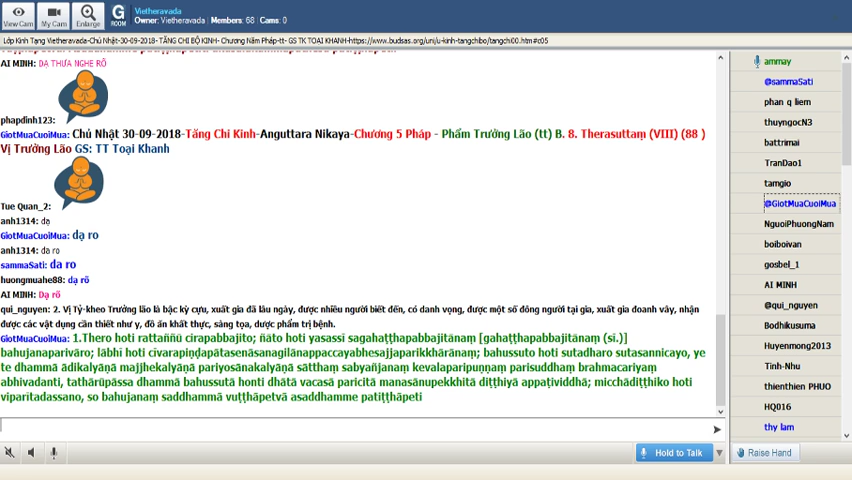 View Cam
My Cam
Enlarge
G
ROOM
Vietheravada
Owner: Vietheravada | Members: 68 | Cams: 0
Lớp Kinh Tạng Vietheravada-Chủ Nhật-30-09-2018- TĂNG CHI BỘ KINH- Chương Năm Pháp-tt- GS TK TOẠI KHANH-https://www.budsas.org/uni/u-kinh-tangchibo/tangchi00.htm#c05
AI MINH: DẠ THƯA NGHE RÕ
phapđinh123:
GiotMuaCuoiMua: Chủ Nhật 30-09-2018-Tăng Chi Kinh-Anguttara Nikaya-Chương 5 Pháp - Phẩm Trưởng Lão (tt) B. 8. Therasuttaṃ (VIII) (88 )
Vị Trưởng Lão GS: TT Toại Khanh
Tue Quan_2:
anh1314: dạ
GiotMuaCuoiMua: dạ ro
anh1314: da ro
sammaSati: da ro
huongmuahe88: dạ rõ
AI MINH: Dạ rõ
qui_nguyen: 2. Vị Tỷ-kheo Trưởng lão là bậc kỳ cựu, xuất gia đã lâu ngày, được nhiều người biết đến, có danh vọng, được một số đông người tại gia, xuất gia đoanh vây, nhận
được các vật dụng cần thiết như y, đồ ăn khất thực, sàng tọa, dược phẩm trị bệnh.
GiotMuaCuoiMua: 1.Thero hoti rattaññū cirapabbajito; ñāto hoti yasassī sagahaṭṭhapabbajitānaṃ [gahaṭṭhapabbajitānaṃ (sī.)]
bahujanaparivāro; lābhī hoti cīvarapiṇḍapātasenāsanagilānappaccayabhesajjaparikkhārānaṃ; bahussuto hoti sutadharo sutasannicayo, ye
te dhammā ādikalyāṇā majjhekalyāṇā pariyosānakalyāṇā sātthaṃ sabyañjanaṃ kevalaparipuṇṇaṃ parisuddhaṃ brahmacariyaṃ
abhivadanti, tathārūpāssa dhammā bahussutā honti dhātā vacasā paricitā manasānupekkhitā diṭṭhiyā appaṭividdhā; micchādiṭṭhiko hoti
viparītadassano, so bahujanaṃ saddhammā vuṭṭhāpetvā asaddhamme patiṭṭhāpeti
Hold to Talk
ammay
@sammaSati
phan q liem
thuyngocN3
battrimai
TranDao1
tamgio
@GiotMuaCuoiMua
NguoiPhuongNam
boiboivan
gosbel_1
AI MINH
@qui_nguyen
Bodhikusuma
Huyenmong2013
Tinh-Nhu
thienthien PHUO
HQ016
thy lam
Raise Hand